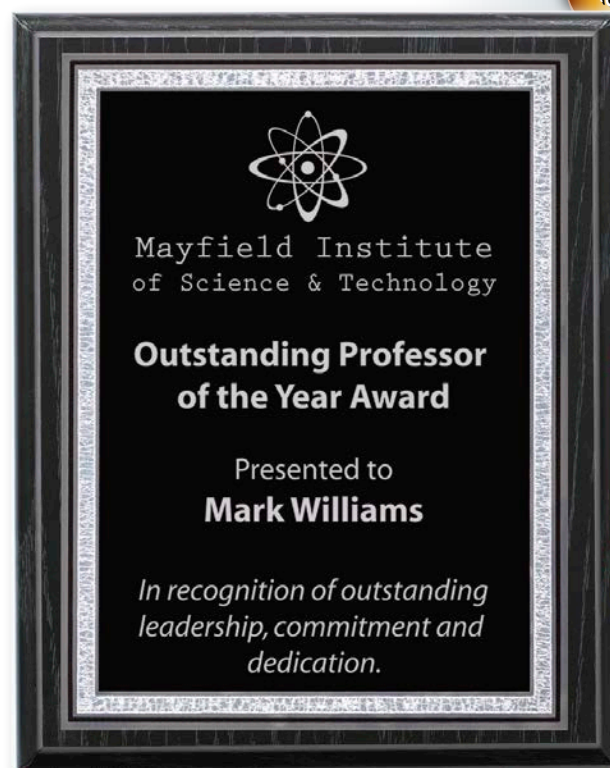 Mayfield Institute
of Science & Technology
Outstanding Professor
of the Year Award
Presented to
Mark Williams
In recognition of outstanding
leadership, commitment and
dedication.